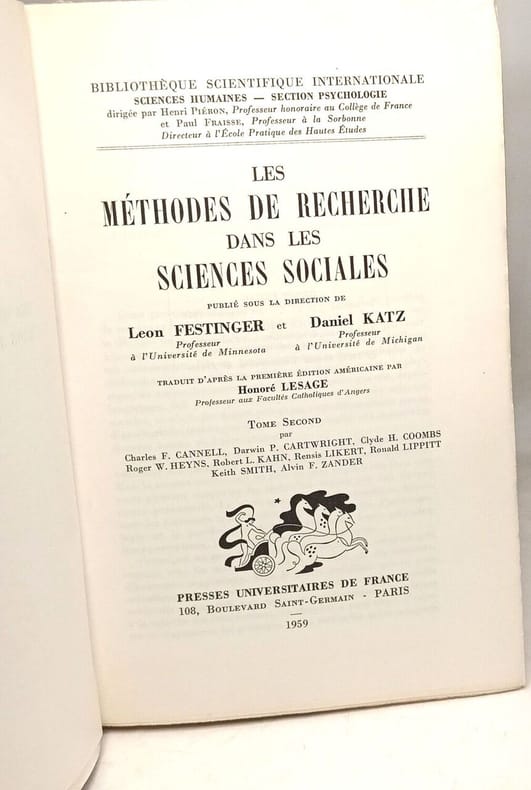 BIBLIOTHÈQUE SCIENTIFIQUE INTERNATIONALE
SCIENCES HUMAINES — SECTION PSYCHOLOGIE
dirigée par Henri PIÉRON, Professeur honoraire au Collège de France
et Paul FRAISSE, Professeur à la Sorbonne
Directeur à l'École Pratique des Hautes Études
LES
MÉTHODES DE RECHERCHE
DANS LES
SCIENCES SOCIALES
PUBLIÉ SOUS LA DIRECTION DE
Leon FESTINGER et Daniel KATZ
Professeur Professeur
à l'Université de Minnesota à l'Université de Michigan
TRADUIT D'APRÈS LA PREMIÈRE ÉDITION AMÉRICAINE PAR
Honoré LESAGE
Professeur aux Facultés Catholiques d'Angers
TOME SECOND
par
Charles F. CANNELL, Darwin P. CARTWRIGHT, Clyde H. COOMBS
Roger W. HEYNS, Robert L. KAHN, Rensis LIKERT, Ronald LIPPITT
Keith SMITH, Alvin F. ZANDER
PRESSES UNIVERSITAIRES DE FRANCE
108, BOULEVARD SAINT-GERMAIN - PARIS
1959